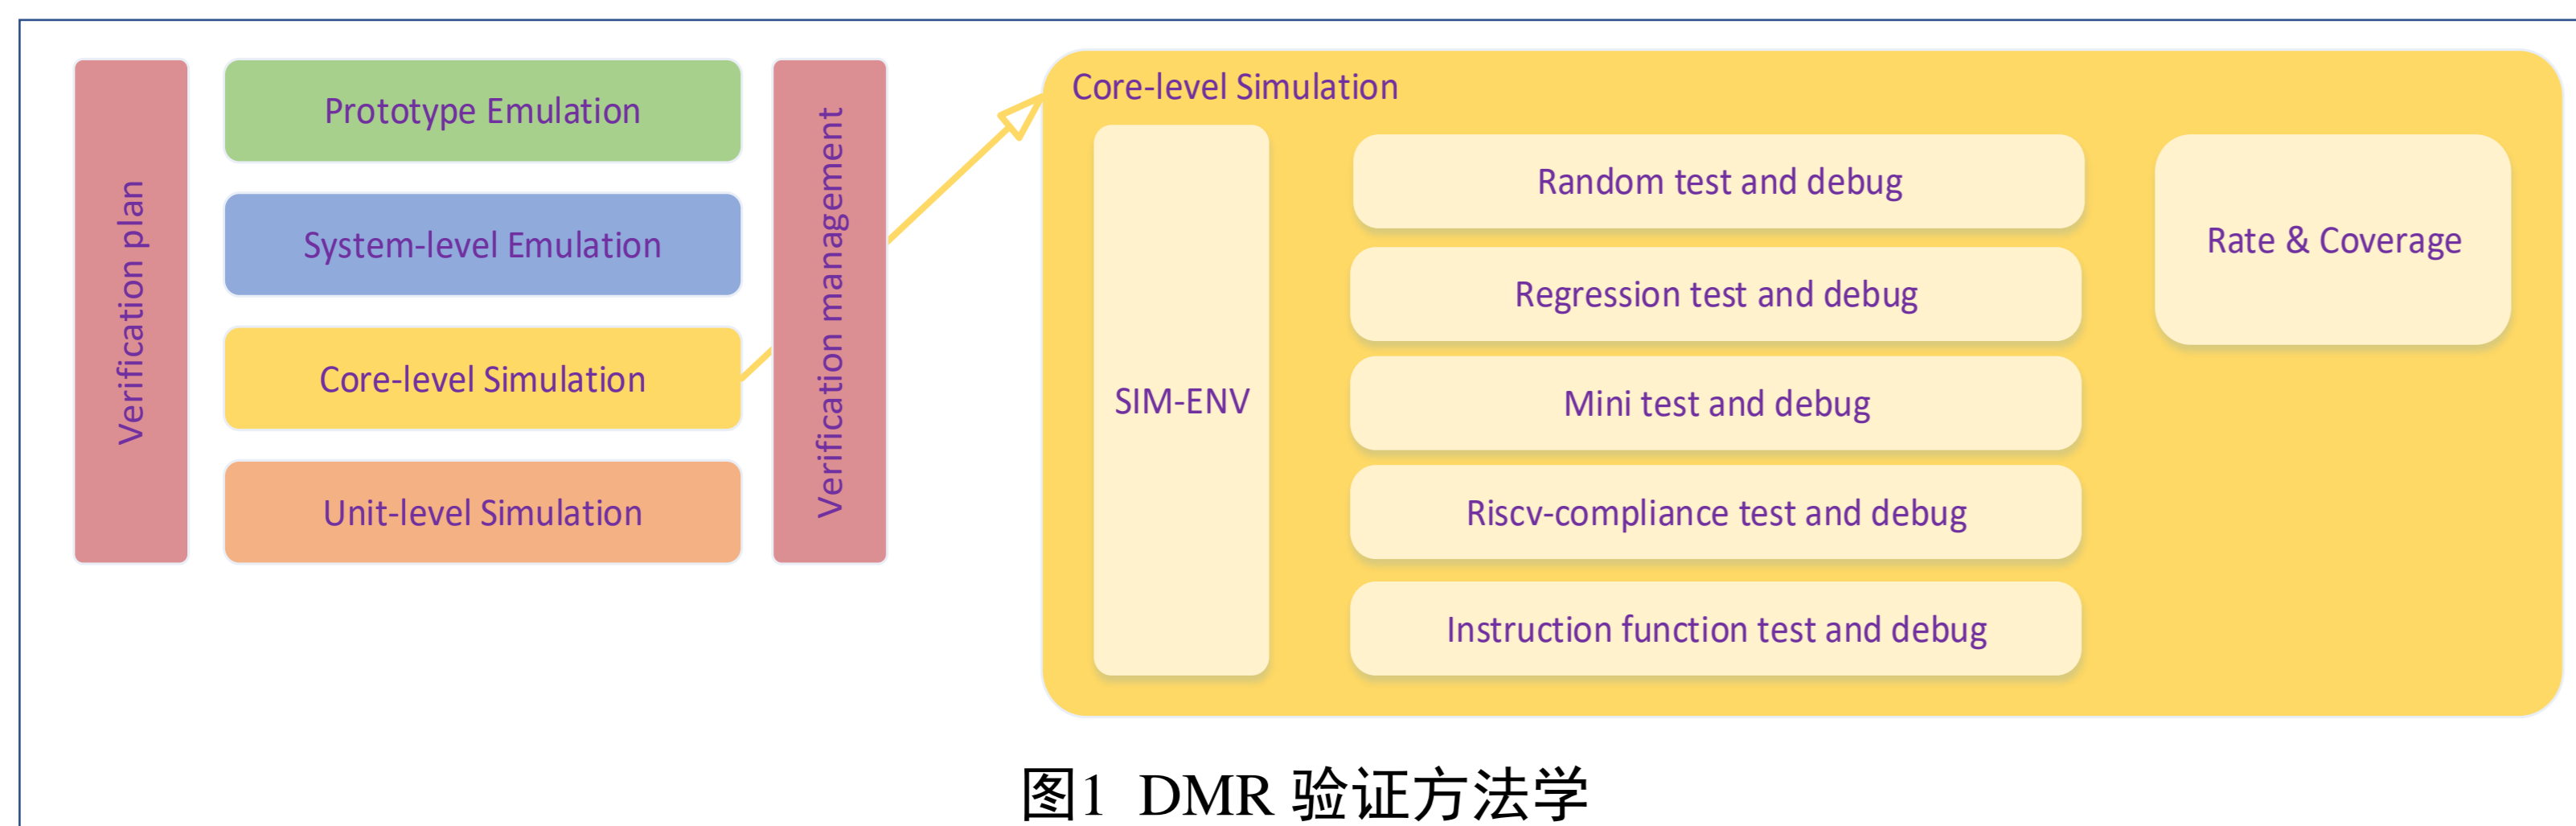 Verification plan
Prototype Emulation
System-level Emulation
Core-level Simulation
Unit-level Simulation
Verification management
Core-level Simulation
SIM-ENV
Random test and debug
Regression test and debug
Mini test and debug
Riscv-compliance test and debug
Instruction function test and debug
Rate & Coverage
图1 DMR 验证方法学